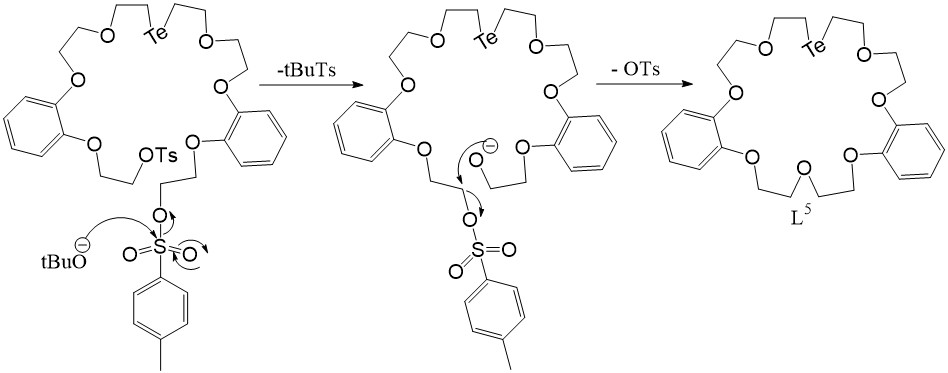 O Te O O Te O O Te O
-tBuTs - OTs
O O O O O O
O OTs O O O ⊖ O O O O O
O O L5
tBuO ⊖ O S O O S O